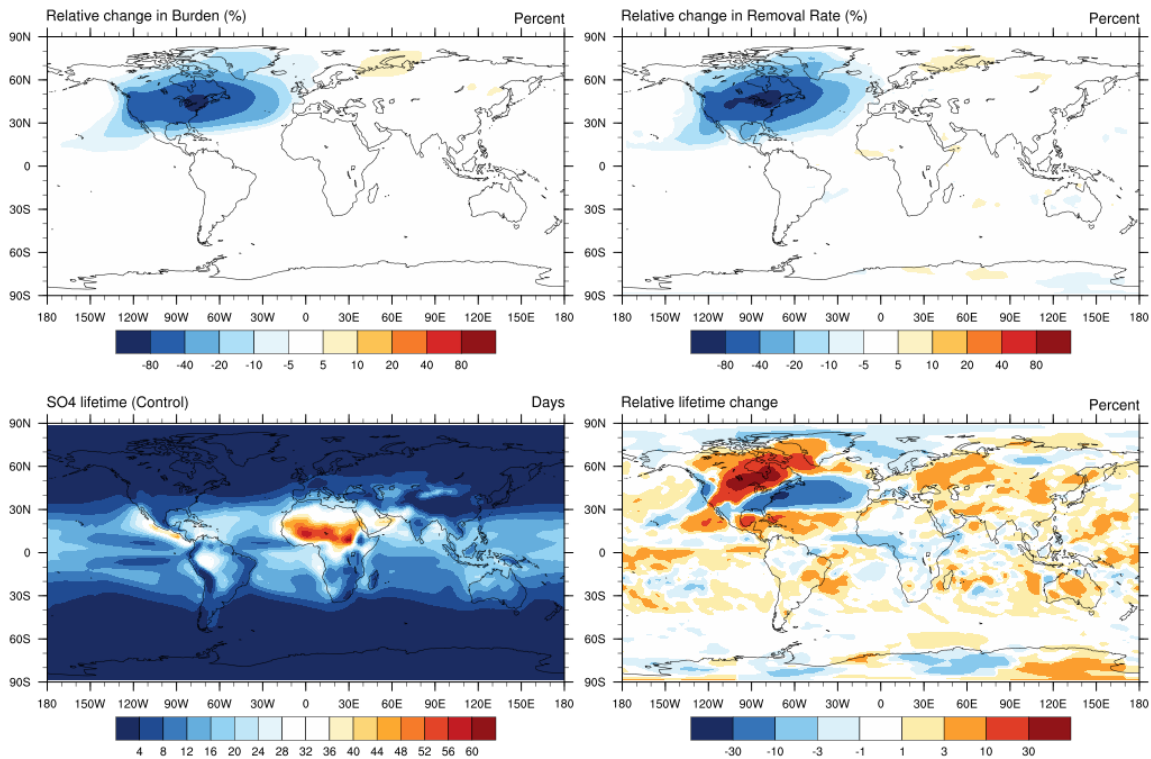 Relative change in Burden (%) Percent
90N
60N
30N
0
30S
60S
90S
180 150W 120W 90W 60W 30W 0 30E 60E 90E 120E 150E 180
-80 -40 -20 -10 -5 5 10 20 40 80
Relative change in Removal Rate (%) Percent
90N
60N
30N
0
30S
60S
90S
180 150W 120W 90W 60W 30W 0 30E 60E 90E 120E 150E 180
-80 -40 -20 -10 -5 5 10 20 40 80
SO4 lifetime (Control) Days
90N
60N
30N
0
30S
60S
90S
180 150W 120W 90W 60W 30W 0 30E 60E 90E 120E 150E 180
4 8 12 16 20 24 28 32 36 40 44 48 52 56 60
Relative lifetime change Percent
90N
60N
30N
0
30S
60S
90S
180 150W 120W 90W 60W 30W 0 30E 60E 90E 120E 150E 180
-30 -10 -3 -1 1 3 10 30